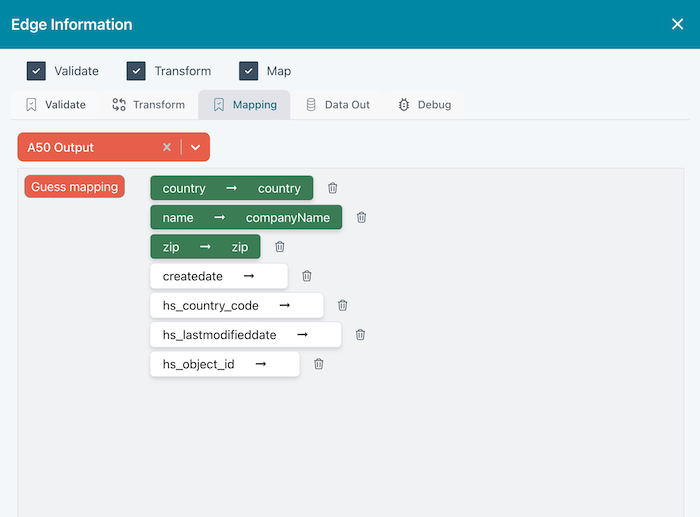 Edge Information
Validate Transform Map
Validate Transform Mapping Data Out Debug
A50 Output
Guess mapping
country → country
name → companyName
zip → zip
createdate →
hs_country_code →
hs_lastmodifieddate →
hs_object_id →